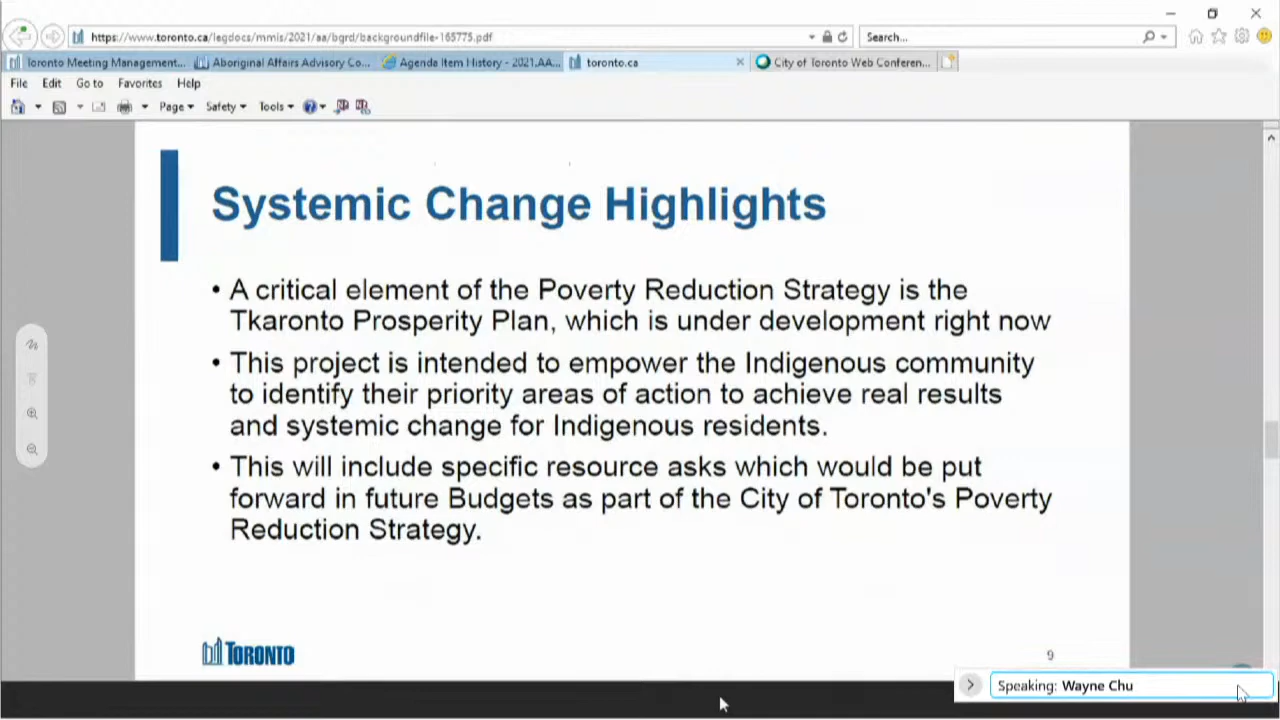 https://www.toronto.ca/legdocs/mmis/2021/aa/bgrd/backgroundfile-165775.pdf
Search...
Toronto Meeting Management...
Aboriginal Affairs Advisory Co...
Agenda Item History - 2021.AA...
toronto.ca
City of Toronto Web Conferen...
File Edit Go to Favorites Help
Page Safety Tools
Systemic Change Highlights
• A critical element of the Poverty Reduction Strategy is the
Tkaronto Prosperity Plan, which is under development right now
• This project is intended to empower the Indigenous community
to identify their priority areas of action to achieve real results
and systemic change for Indigenous residents.
• This will include specific resource asks which would be put
forward in future Budgets as part of the City of Toronto's Poverty
Reduction Strategy.
TORONTO
9
Speaking: Wayne Chu